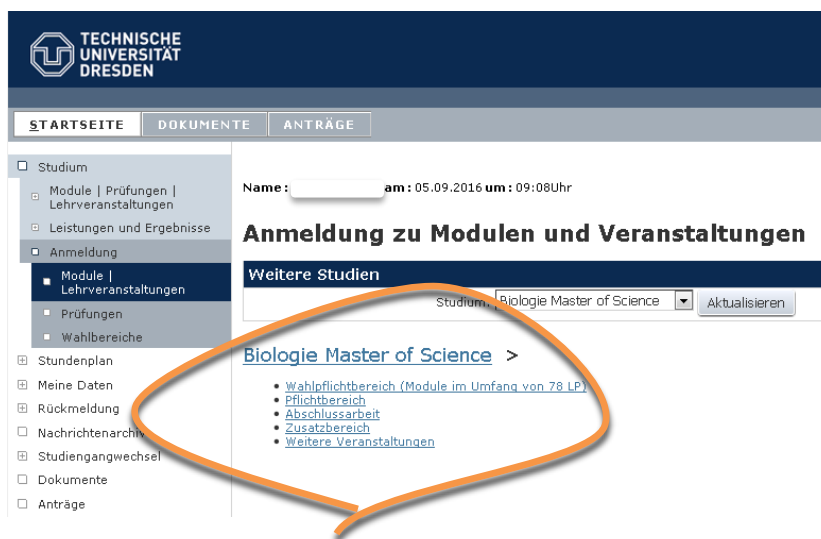 TECHNISCHE
UNIVERSITÄT
DRESDEN
STARTSEITE DOKUMENTE ANTRÄGE
Studium
Module | Prüfungen |
Lehrveranstaltungen
Leistungen und Ergebnisse
Anmeldung
Module |
Lehrveranstaltungen
Prüfungen
Wahlbereiche
Stundenplan
Meine Daten
Rückmeldung
Nachrichtenarchiv
Studiengangwechsel
Dokumente
Anträge
Name : am : 05.09.2016 um : 09:08Uhr
Anmeldung zu Modulen und Veranstaltungen
Weitere Studien
Studium: Biologie Master of Science Aktualisieren
Biologie Master of Science >
Wahlpflichtbereich (Module im Umfang von 78 LP)
Pflichtbereich
Abschlussarbeit
Zusatzbereich
Weitere Veranstaltungen